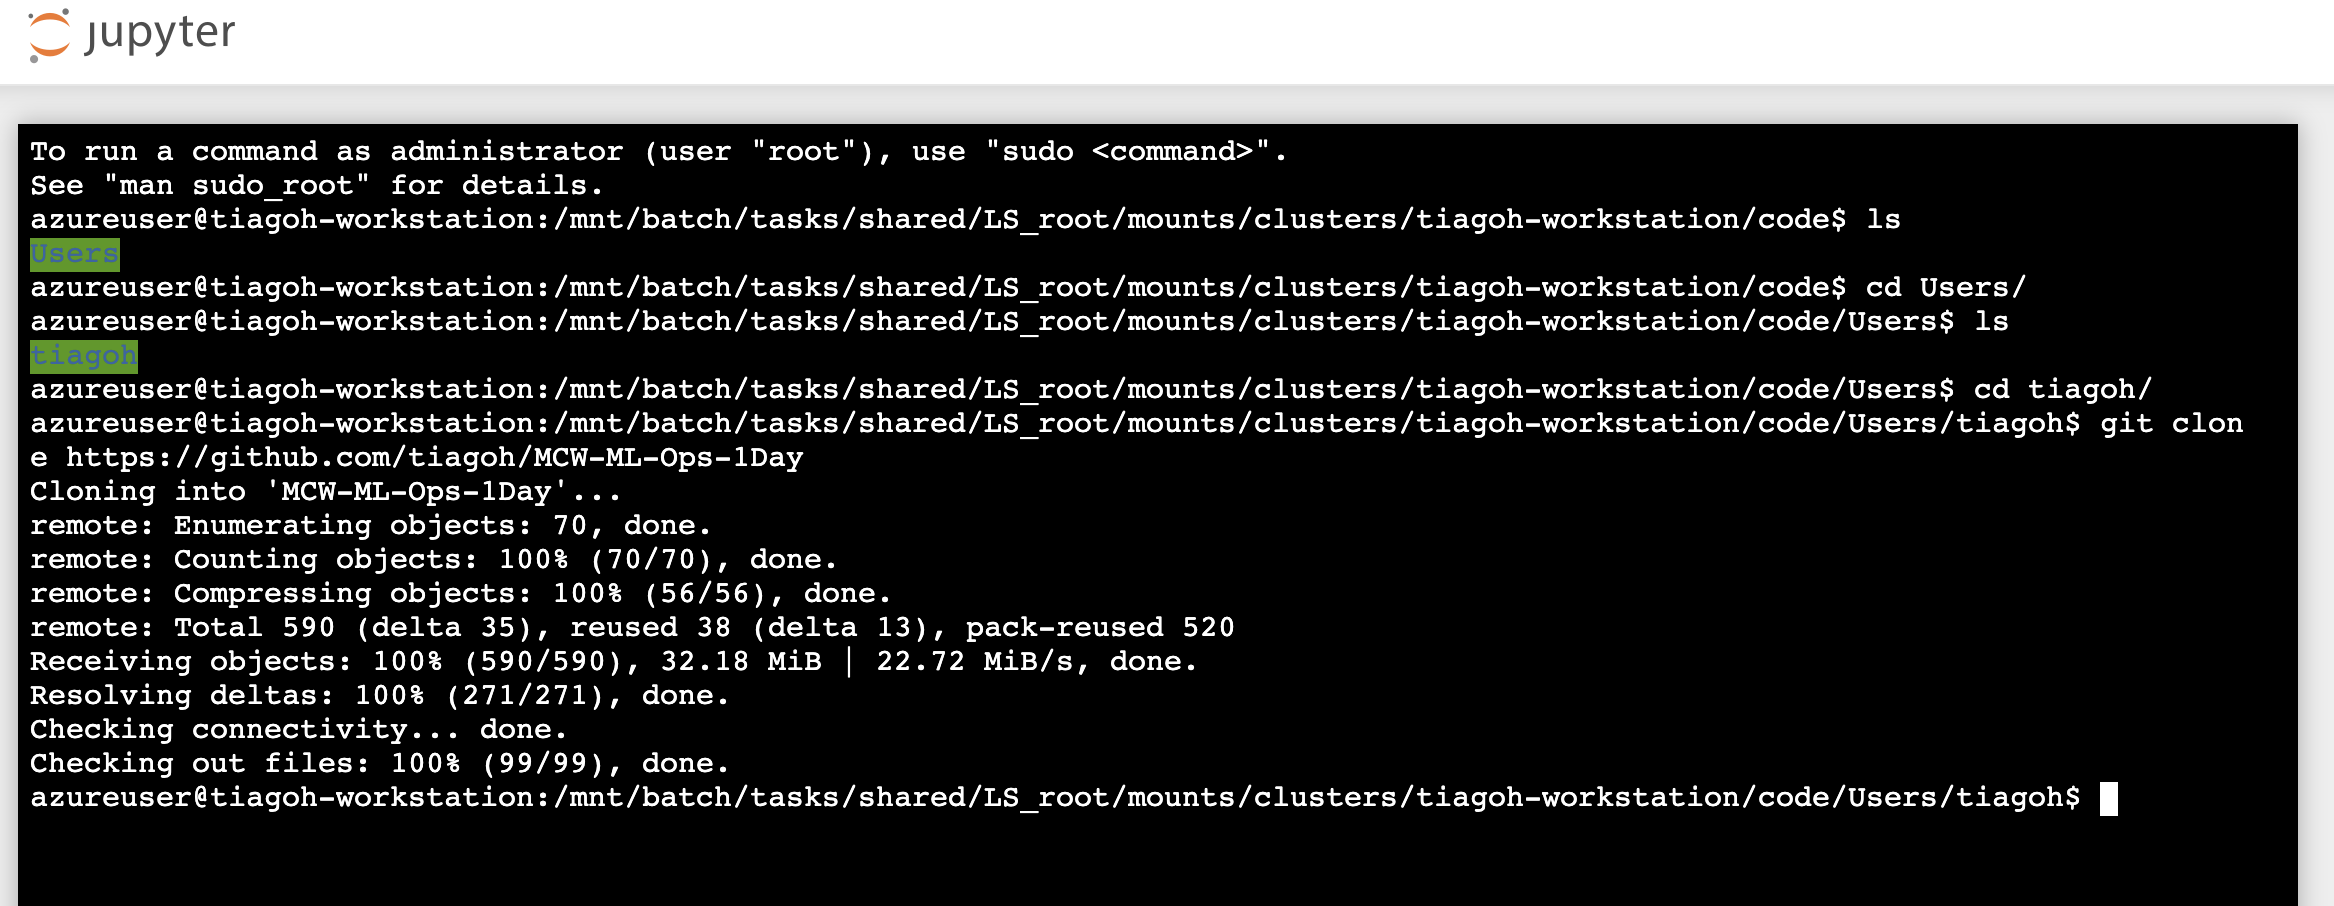 jupyter
To run a command as administrator (user "root"), use "sudo <command>".
See "man sudo_root" for details.
azureuser@tiagoh-workstation:/mnt/batch/tasks/shared/LS_root/mounts/clusters/tiagoh-workstation/code$ ls
Users
azureuser@tiagoh-workstation:/mnt/batch/tasks/shared/LS_root/mounts/clusters/tiagoh-workstation/code$ cd Users/
azureuser@tiagoh-workstation:/mnt/batch/tasks/shared/LS_root/mounts/clusters/tiagoh-workstation/code/Users$ ls
tiagoh
azureuser@tiagoh-workstation:/mnt/batch/tasks/shared/LS_root/mounts/clusters/tiagoh-workstation/code/Users$ cd tiagoh/
azureuser@tiagoh-workstation:/mnt/batch/tasks/shared/LS_root/mounts/clusters/tiagoh-workstation/code/Users/tiagoh$ git clon
e https://github.com/tiagoh/MCW-ML-Ops-1Day
Cloning into 'MCW-ML-Ops-1Day'...
remote: Enumerating objects: 70, done.
remote: Counting objects: 100% (70/70), done.
remote: Compressing objects: 100% (56/56), done.
remote: Total 590 (delta 35), reused 38 (delta 13), pack-reused 520
Receiving objects: 100% (590/590), 32.18 MiB | 22.72 MiB/s, done.
Resolving deltas: 100% (271/271), done.
Checking connectivity... done.
Checking out files: 100% (99/99), done.
azureuser@tiagoh-workstation:/mnt/batch/tasks/shared/LS_root/mounts/clusters/tiagoh-workstation/code/Users/tiagoh$